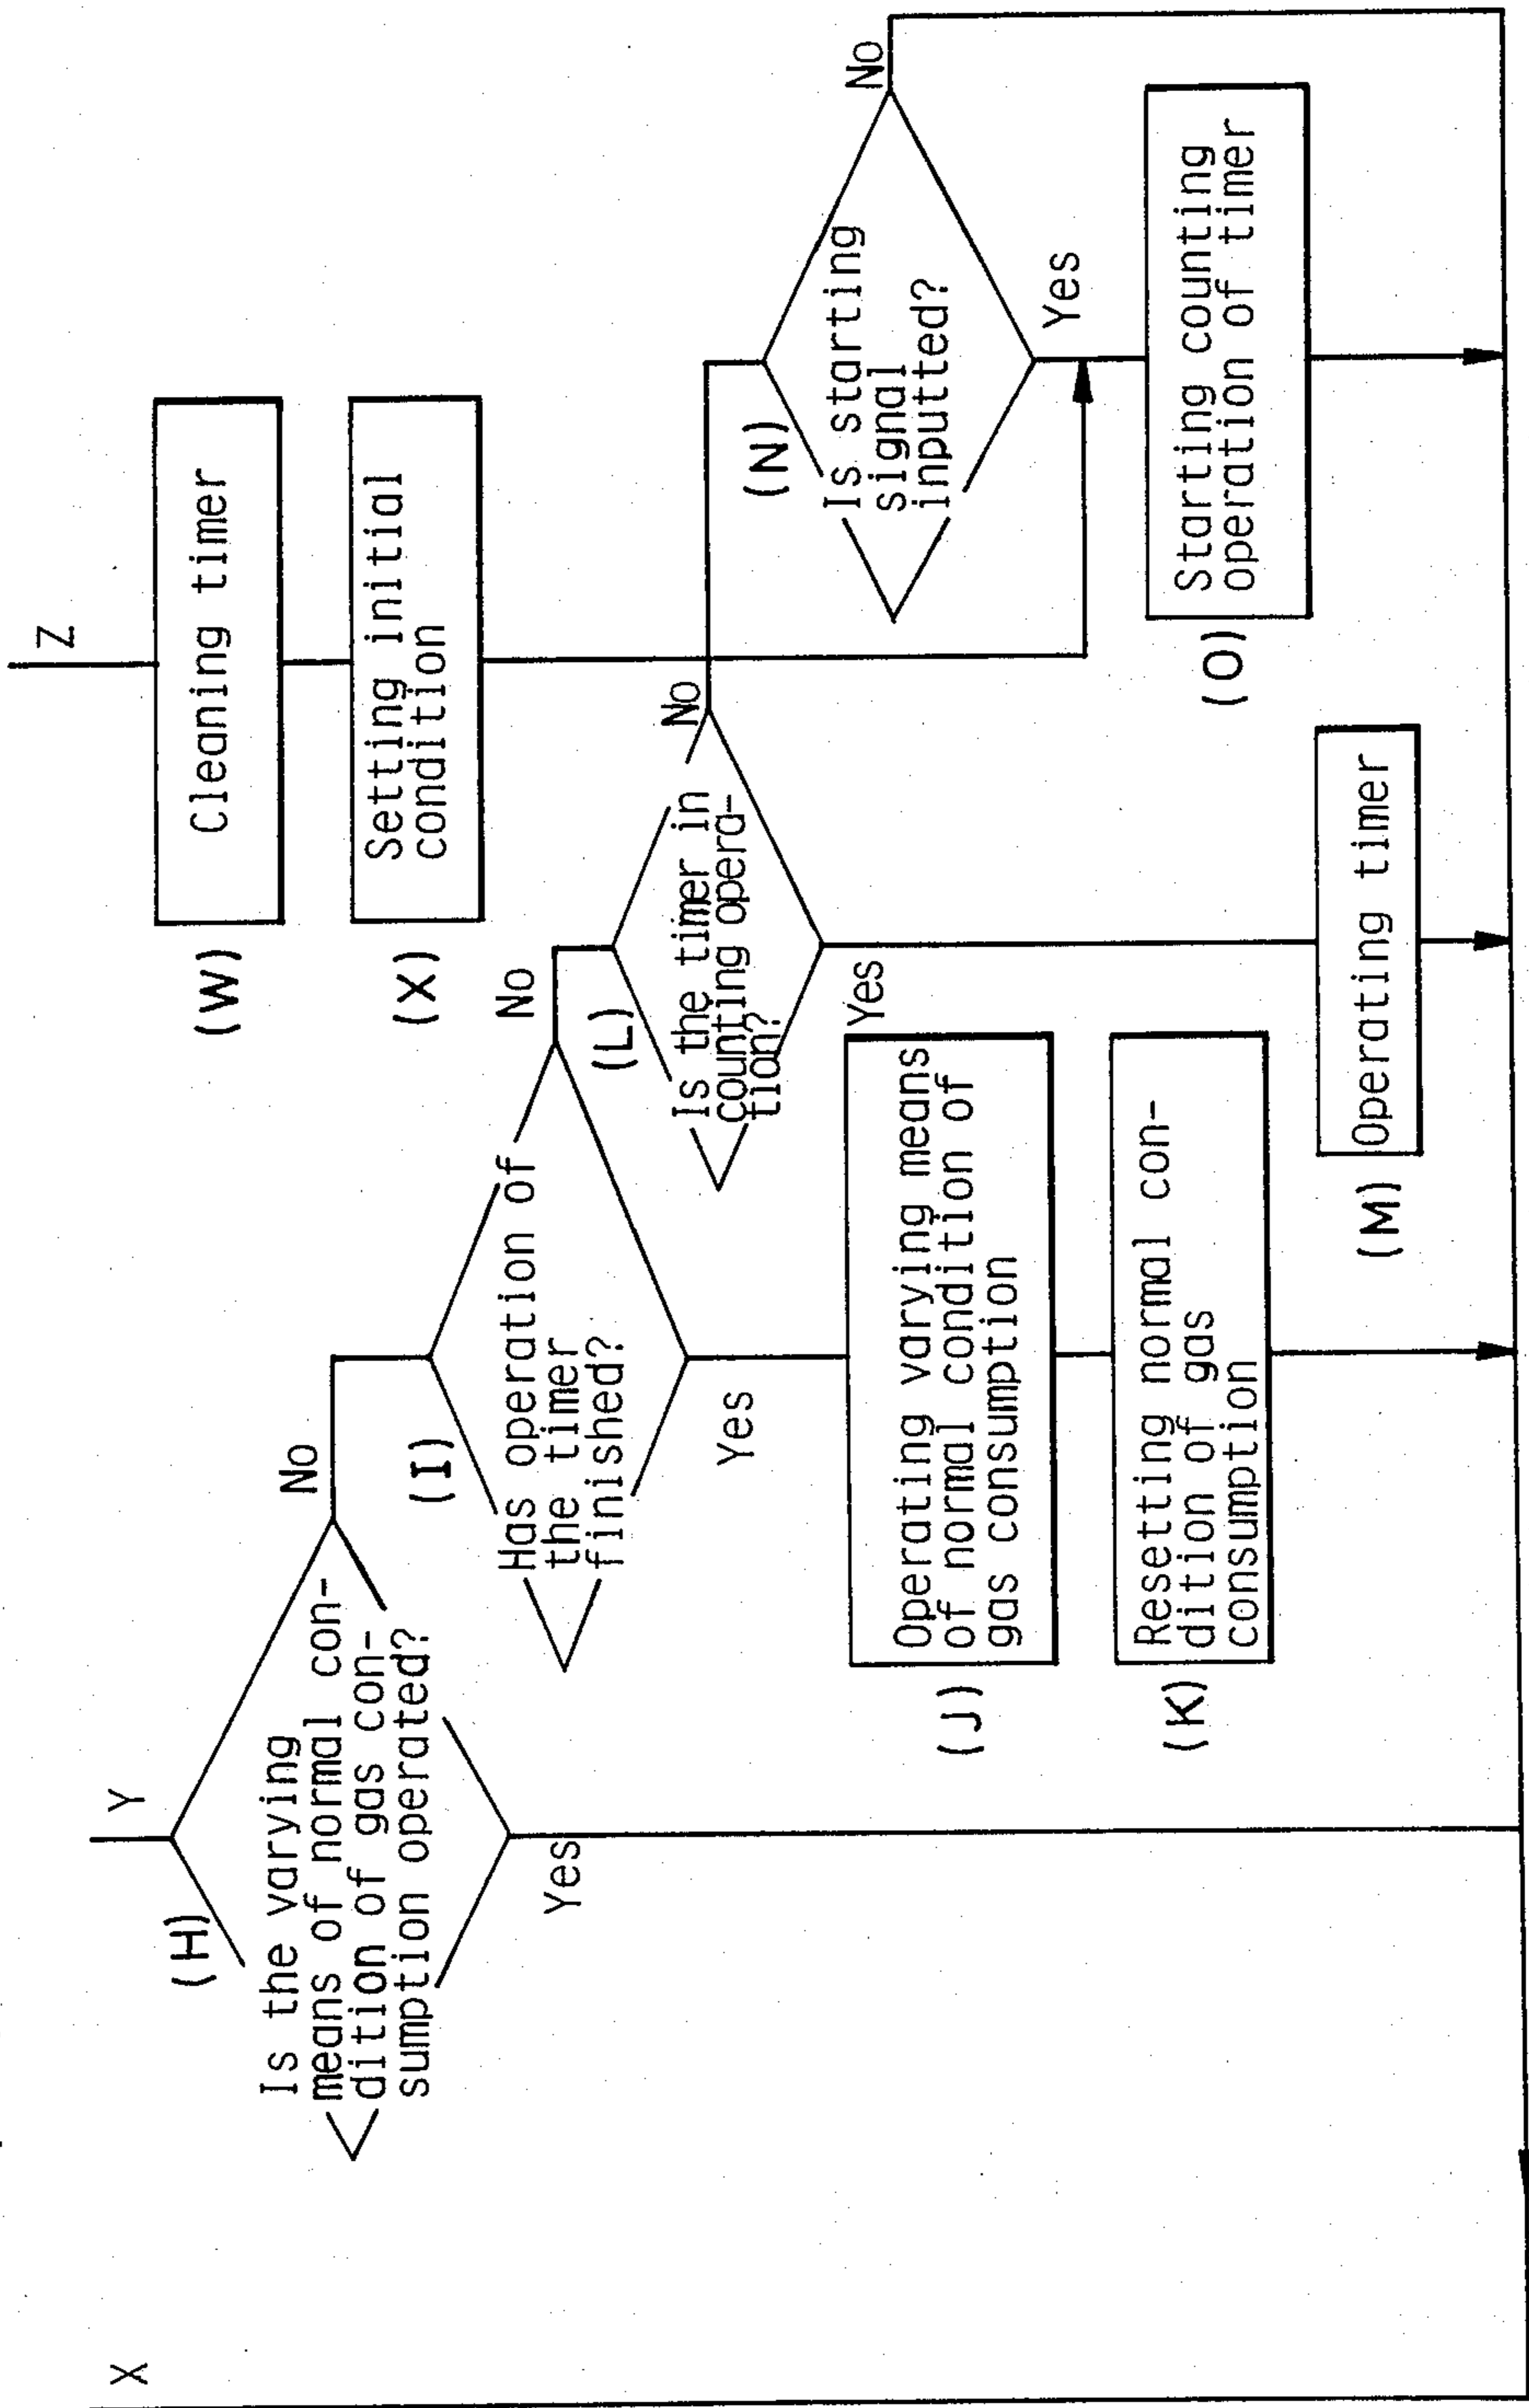 X
Y
(H)
Is the varying
means of normal con-
dition of gas con-
sumption operated?
No
Yes
(I)
Has operation of
the timer
finished?
No
Yes
(J)
Operating varying means
of normal condition of
gas consumption
(K)
Resetting normal con-
dition of gas
consumption
(L)
Is the timer in
counting opera-
tion?
No
Yes
(M)
Operating timer
Z
(W)
Cleaning timer
(X)
Setting initial
condition
(N)
Is starting
signal
inputted?
No
Yes
(O)
Starting counting
operation of timer